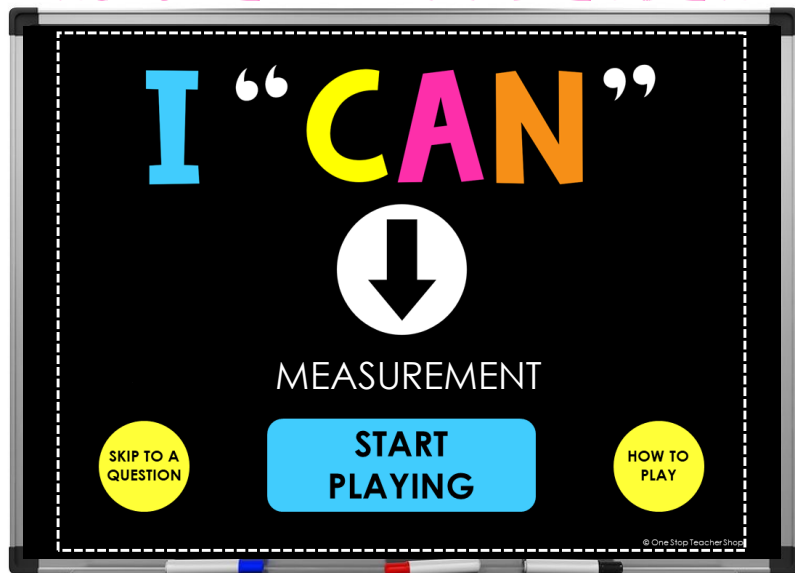 I “CAN”
MEASUREMENT
SKIP TO A
QUESTION
START
PLAYING
HOW TO
PLAY
© One Stop Teacher Shop